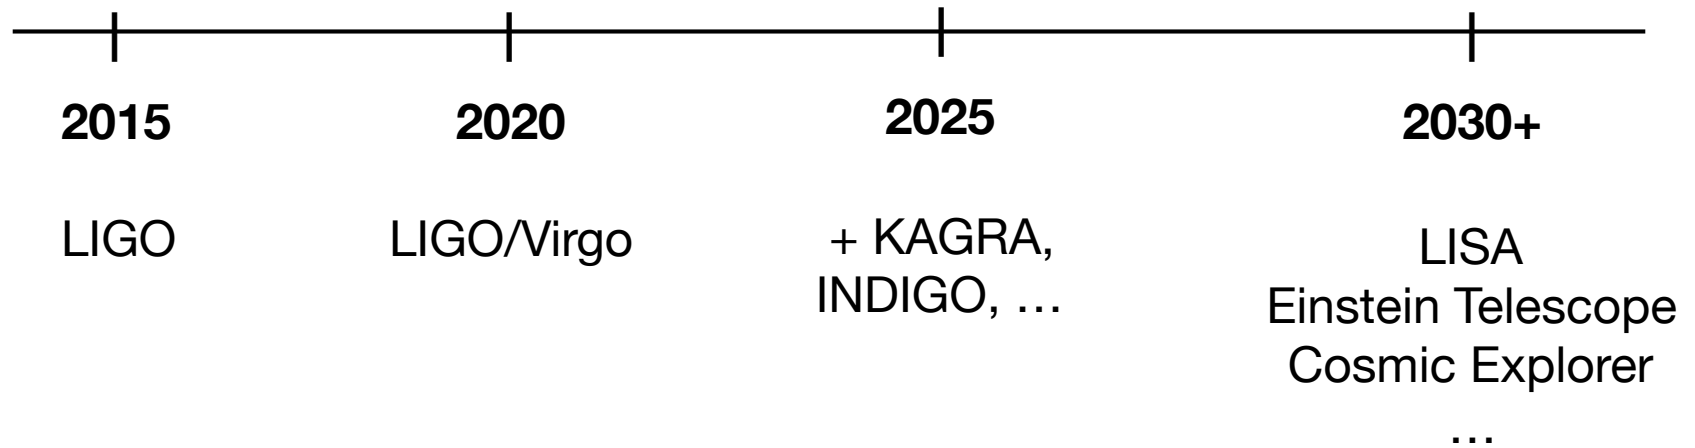 2015
2020
2025
2030+
LIGO
LIGO/Virgo
+ KAGRA,
INDIGO, …
LISA
Einstein Telescope
Cosmic Explorer
…